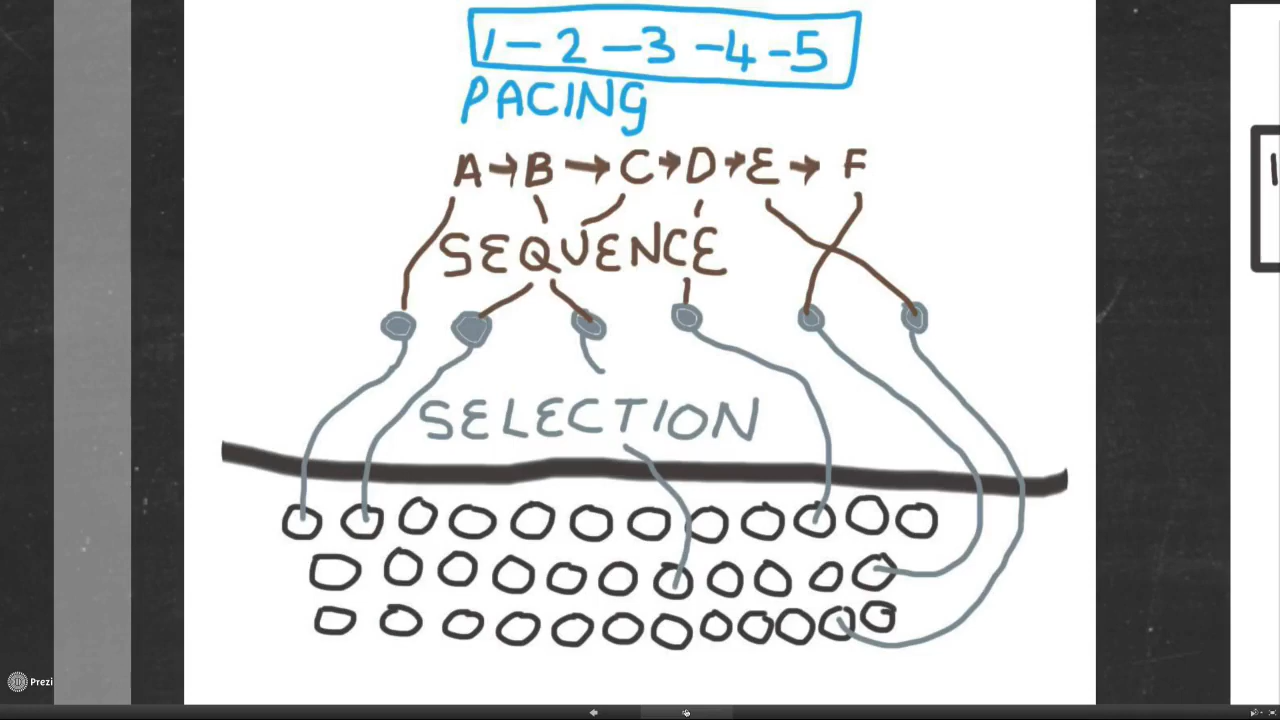 1-2-3-4-5
PACING
A→B→C→D→E→F
SEQUENCE
SELECTION
Prezi